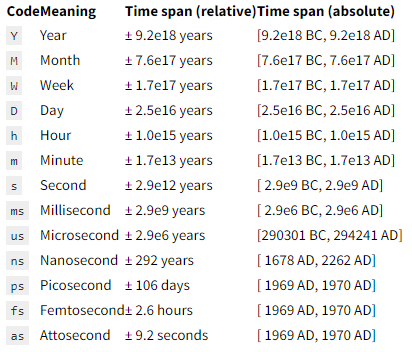 Code Meaning Time span (relative) Time span (absolute)
Y Year ± 9.2e18 years [9.2e18 BC, 9.2e18 AD]
M Month ± 7.6e17 years [7.6e17 BC, 7.6e17 AD]
W Week ± 1.7e17 years [1.7e17 BC, 1.7e17 AD]
D Day ± 2.5e16 years [2.5e16 BC, 2.5e16 AD]
h Hour ± 1.0e15 years [1.0e15 BC, 1.0e15 AD]
m Minute ± 1.7e13 years [1.7e13 BC, 1.7e13 AD]
s Second ± 2.9e12 years [ 2.9e9 BC, 2.9e9 AD]
ms Millisecond ± 2.9e9 years [ 2.9e6 BC, 2.9e6 AD]
us Microsecond ± 2.9e6 years [290301 BC, 294241 AD]
ns Nanosecond ± 292 years [ 1678 AD, 2262 AD]
ps Picosecond ± 106 days [ 1969 AD, 1970 AD]
fs Femtosecond ± 2.6 hours [ 1969 AD, 1970 AD]
as Attosecond ± 9.2 seconds [ 1969 AD, 1970 AD]